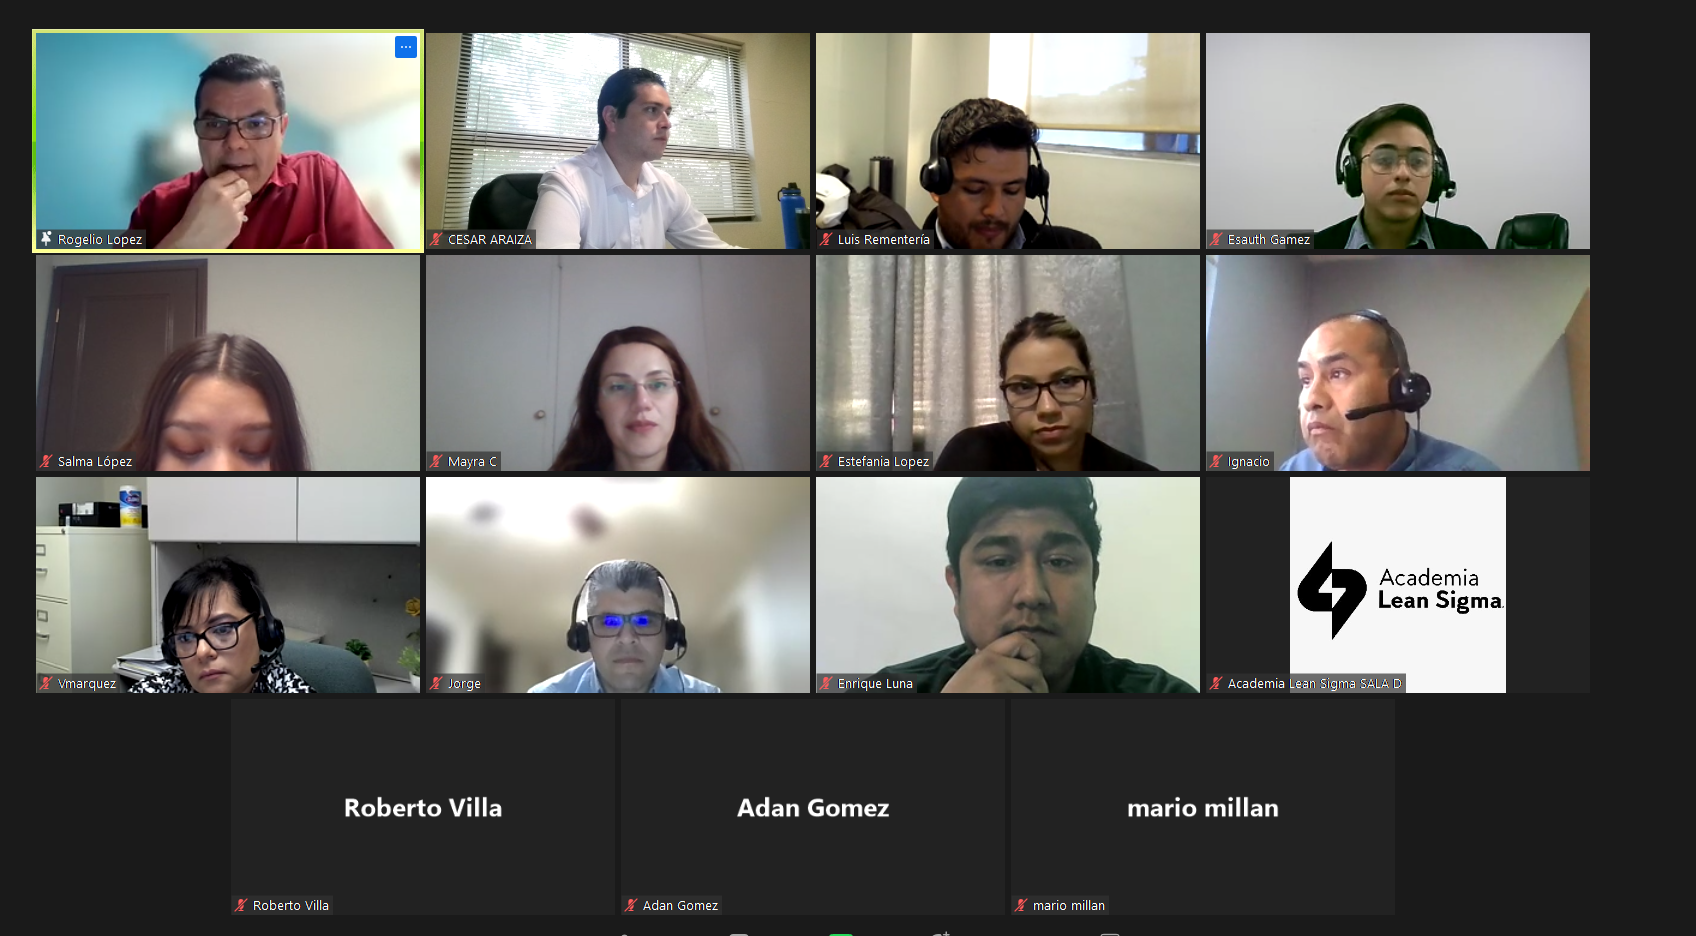 Rogelio Lopez
CESAR ARAIZA
Luis Rementería
Esauth Gamez
Salma López
Mayra C
Estefania Lopez
Ignacio
Vmarquez
Jorge
Enrique Luna
Academia
Lean Sigma
Academia Lean Sigma SALA D
Roberto Villa
Adan Gomez
mario millan
Roberto Villa
Adan Gomez
mario millan